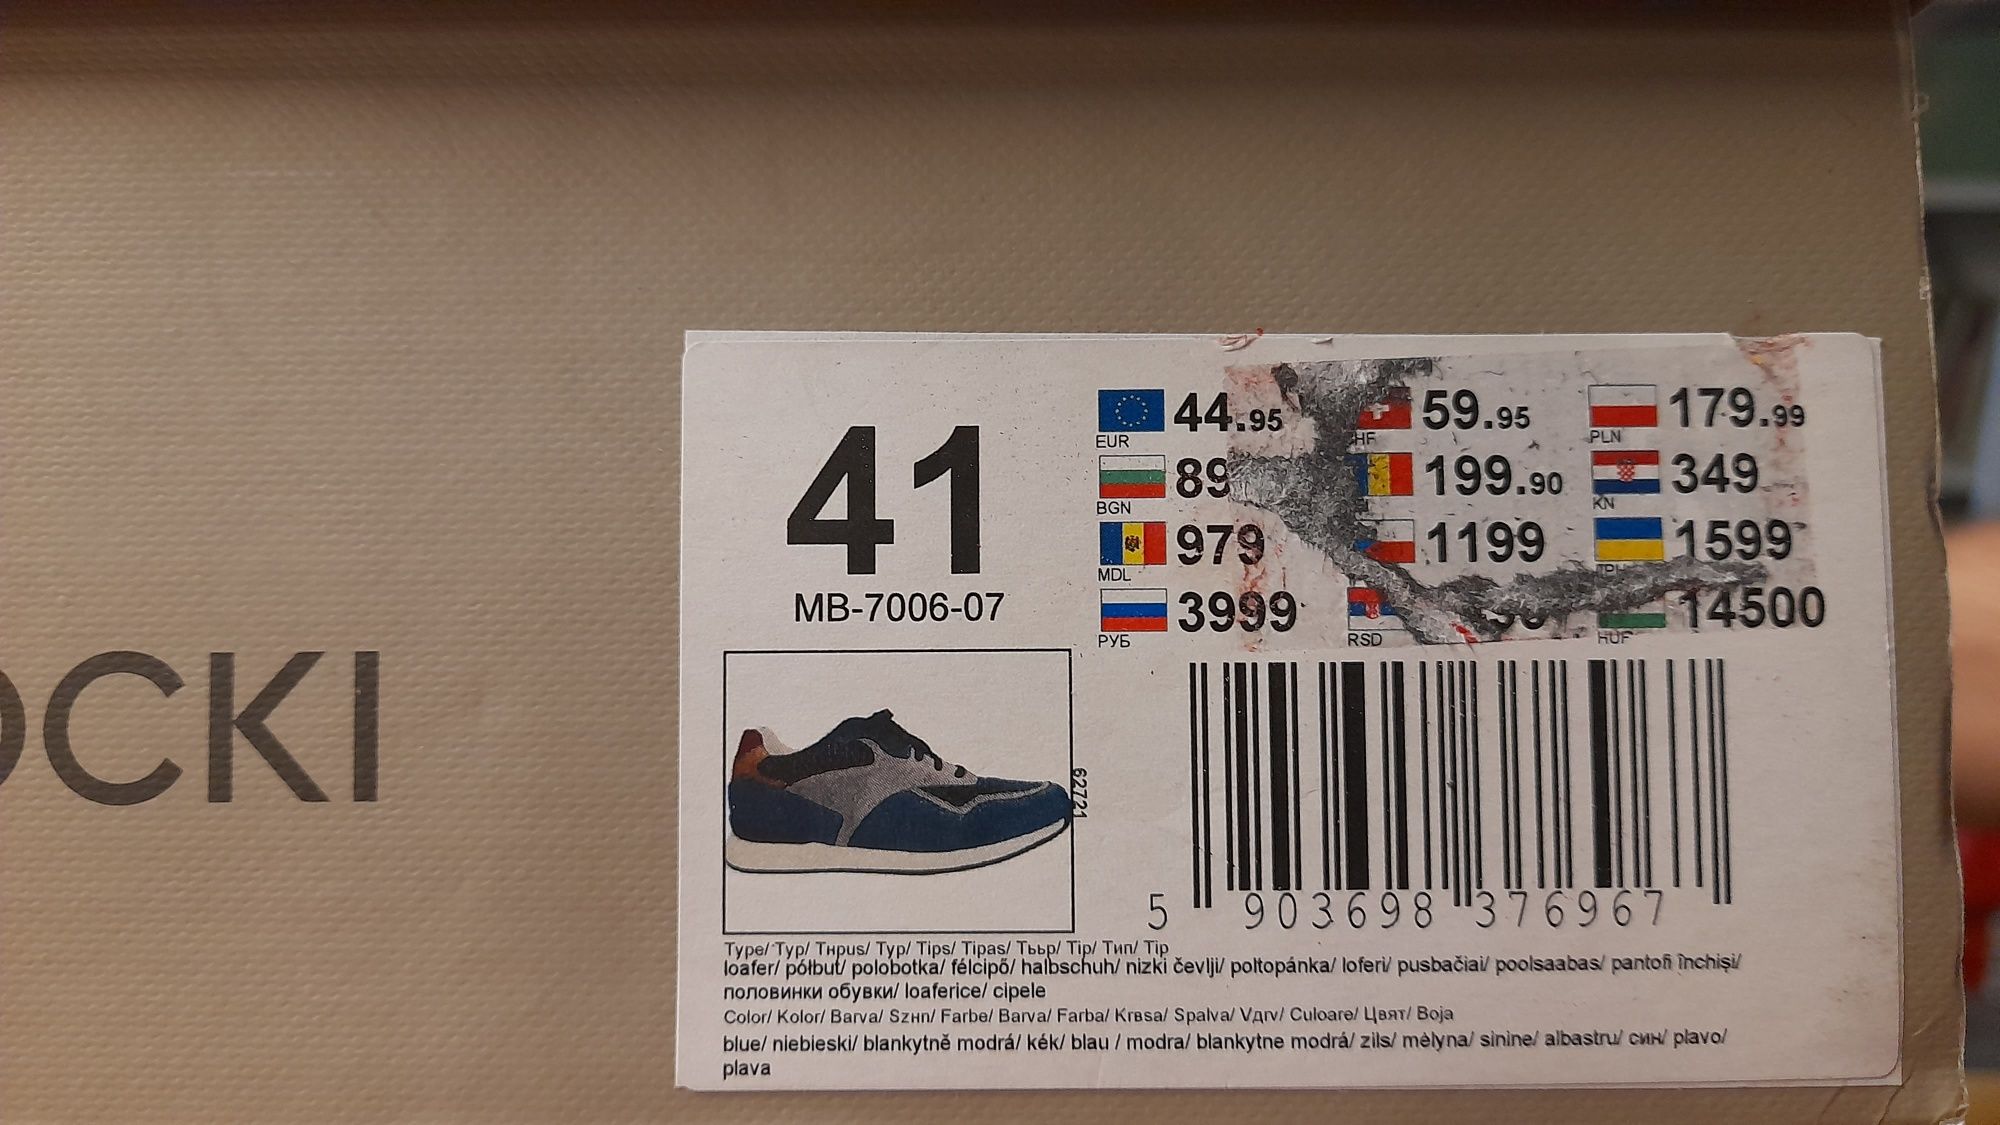 OCKI
41
MB-7006-07
EUR 44.95
HF 59.95
PLN 179.99
BGN 89
199.90
KN 349
MDL 979
1199
1599
РУБ 3999
RSD
HUF 14500
62721
5 903698 376967
Type/ Typ/ Tнpus/ Typ/ Tips/ Tipas/ Tььp/ Tip/ Тип/ Tip
loafer/ półbut/ polobotka/ félcipő/ halbschuh/ nizki čevlji/ poltopánka/ loferi/ pusbačiai/ poolsaabas/ pantofi închiși/
половинки обувки/ loaferice/ cipele
Color/ Kolor/ Barva/ Szнn/ Farbe/ Barva/ Farba/ Krвsa/ Spalva/ Vдrv/ Culoare/ Цвят/ Boja
blue/ niebieski/ blankytně modrá/ kék/ blau / modra/ blankytne modrá/ zils/ mėlyna/ sinine/ albastru/ син/ plavo/
plava